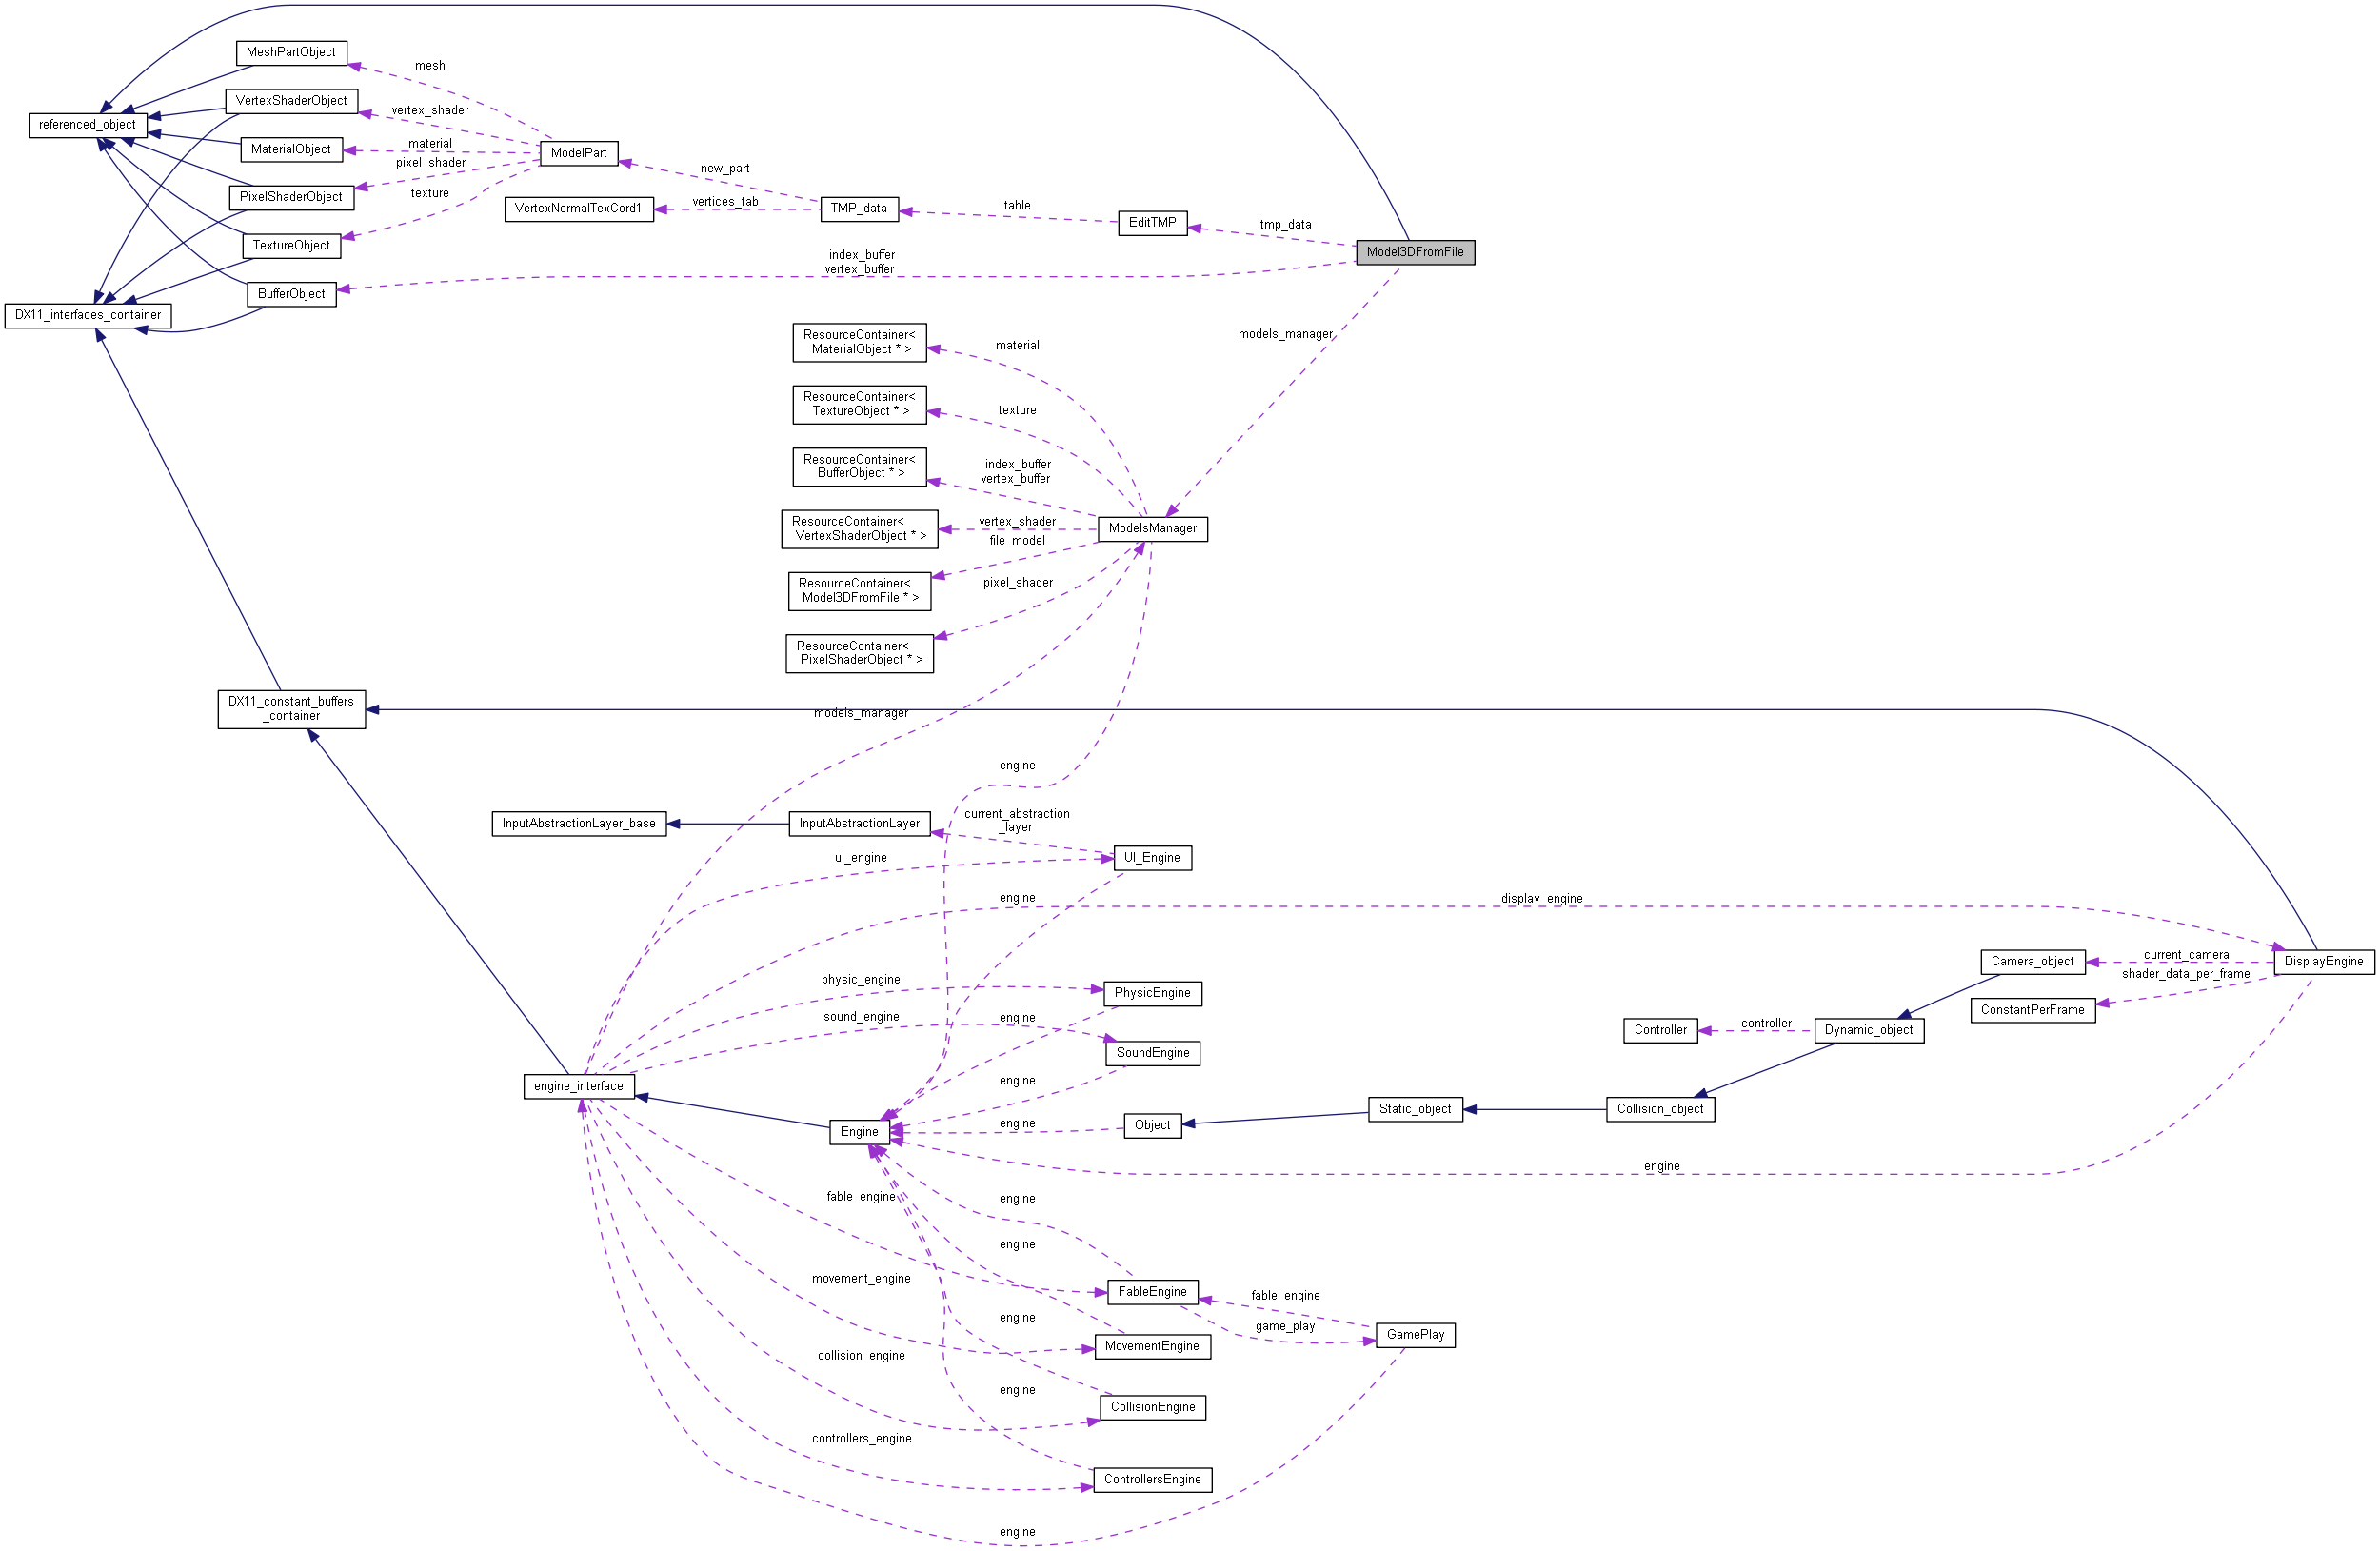 MeshPartObject
mesh
VertexShaderObject
vertex_shader
referenced_object
MaterialObject
material
ModelPart
pixel_shader
new_part
PixelShaderObject
texture
VertexNormalTexCord1
vertices_tab
TMP_data
table
EditTMP
tmp_data
TextureObject
Model3DFromFile
index_buffer
vertex_buffer
BufferObject
DX11_interfaces_container
ResourceContainer<
MaterialObject * >
material
models_manager
ResourceContainer<
TextureObject * >
texture
ResourceContainer<
BufferObject * >
index_buffer
vertex_buffer
ResourceContainer<
VertexShaderObject * >
vertex_shader
ModelsManager
file_model
ResourceContainer<
Model3DFromFile * >
pixel_shader
ResourceContainer<
PixelShaderObject * >
DX11_constant_buffers
_container
models_manager
engine
InputAbstractionLayer_base
InputAbstractionLayer
current_abstraction
_layer
ui_engine
UI_Engine
engine
display_engine
physic_engine
PhysicEngine
Camera_object
current_camera
DisplayEngine
shader_data_per_frame
ConstantPerFrame
sound_engine
engine
SoundEngine
Controller
controller
Dynamic_object
engine_interface
engine
Engine
engine
Object
Static_object
Collision_object
engine
fable_engine
engine
engine
movement_engine
FableEngine
fable_engine
game_play
GamePlay
engine
MovementEngine
collision_engine
engine
CollisionEngine
controllers_engine
ControllersEngine
engine